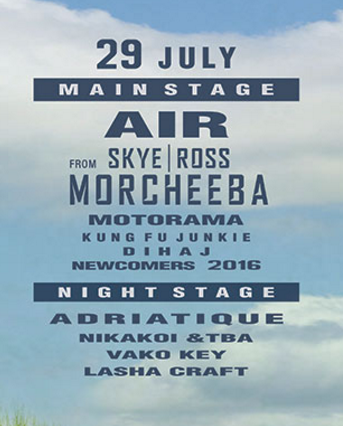 29 JULY
MAIN STAGE
AIR
FROM SKYE|ROSS
MORCHEEBA
MOTORAMA
KUNG FU JUNKIE
DIHAJ
NEWCOMERS 2016
NIGHT STAGE
ADRIATIQUE
NIKAKOI &TBA
VAKO KEY
LASHA CRAFT